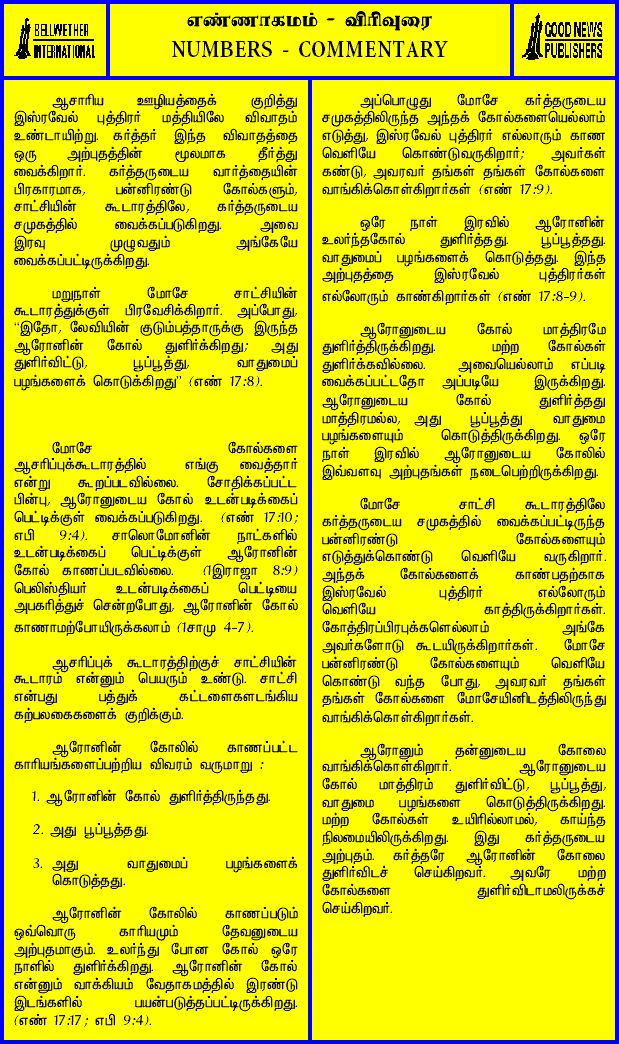 BELLWETHER
INTERNATIONAL
எண்ணாகமம் - விரிவுரை
NUMBERS - COMMENTARY
GOOD NEWS
PUBLISHERS
ஆசாரிய ஊழியத்தைக் குறித்து
இஸ்ரவேல் புத்திரர் மத்தியிலே விவாதம்
உண்டாயிற்று. கர்த்தர் இந்த விவாதத்தை
ஒரு அற்புதத்தின் மூலமாக தீர்த்து
வைக்கிறார். கர்த்தருடைய வார்த்தையின்
பிரகாரமாக, பன்னிரண்டு கோல்களும்,
சாட்சியின் கூடாரத்திலே, கர்த்தருடைய
சமுகத்தில் வைக்கப்படுகிறது. அவை
இரவு முழுவதும் அங்கேயே
வைக்கப்பட்டிருக்கிறது.
மறுநாள் மோசே சாட்சியின்
கூடாரத்துக்குள் பிரவேசிக்கிறார். அப்போது,
"இதோ, லேவியின் குடும்பத்தாருக்கு இருந்த
ஆரோனின் கோல் துளிர்க்கிறது; அது
துளிர்விட்டு, பூப்பூத்து, வாதுமைப்
பழங்களைக் கொடுக்கிறது" (எண் 17:8).
மோசே கோல்களை
ஆசரிப்புக்கூடாரத்தில் எங்கு வைத்தார்
என்று கூறப்படவில்லை. சோதிக்கப்பட்ட
பின்பு, ஆரோனுடைய கோல் உடன்படிக்கைப்
பெட்டிக்குள் வைக்கப்படுகிறது. (எண் 17:10;
எபி 9:4). சாலொமோனின் நாட்களில்
உடன்படிக்கைப் பெட்டிக்குள் ஆரோனின்
கோல் காணப்படவில்லை. (1இராஜா 8:9)
பெலிஸ்தியர் உடன்படிக்கைப் பெட்டியை
அபகரித்துச் சென்றபோது, ஆரோனின் கோல்
காணாமற்போயிருக்கலாம் (1சாமு 4-7).
ஆசரிப்புக் கூடாரத்திற்குச் சாட்சியின்
கூடாரம் என்னும் பெயரும் உண்டு. சாட்சி
என்பது பத்துக் கட்டளைகளடங்கிய
கற்பலகைகளைக் குறிக்கும்.
ஆரோனின் கோலில் காணப்பட்ட
காரியங்களைப்பற்றிய விவரம் வருமாறு :
1. ஆரோனின் கோல் துளிர்த்திருந்தது.
2. அது பூப்பூத்தது.
3. அது வாதுமைப் பழங்களைக்
கொடுத்தது.
ஆரோனின் கோலில் காணப்படும்
ஒவ்வொரு காரியமும் தேவனுடைய
அற்புதமாகும். உலர்ந்து போன கோல் ஒரே
நாளில் துளிர்க்கிறது. ஆரோனின் கோல்
என்னும் வாக்கியம் வேதாகமத்தில் இரண்டு
இடங்களில் பயன்படுத்தப்பட்டிருக்கிறது.
(எண் 17:17; எபி 9:4).
அப்பொழுது மோசே கர்த்தருடைய
சமுகத்திலிருந்த அந்தக் கோல்களையெல்லாம்
எடுத்து, இஸ்ரவேல் புத்திரர் எல்லாரும் காண
வெளியே கொண்டுவருகிறார்; அவர்கள்
கண்டு, அவரவர் தங்கள் தங்கள் கோல்களை
வாங்கிக்கொள்கிறார்கள் (எண் 17:9).
ஒரே நாள் இரவில் ஆரோனின்
உலர்ந்தகோல் துளிர்த்தது. பூப்பூத்தது.
வாதுமைப் பழங்களைக் கொடுத்தது. இந்த
அற்புதத்தை இஸ்ரவேல் புத்திரர்கள்
எல்லோரும் காண்கிறார்கள் (எண் 17:8-9).
ஆரோனுடைய கோல் மாத்திரமே
துளிர்த்திருக்கிறது. மற்ற கோல்கள்
துளிர்க்கவில்லை. அவையெல்லாம் எப்படி
வைக்கப்பட்டதோ அப்படியே இருக்கிறது.
ஆரோனுடைய கோல் துளிர்த்தது
மாத்திரமல்ல, அது பூப்பூத்து வாதுமை
பழங்களையும் கொடுத்திருக்கிறது. ஒரே
நாள் இரவில் ஆரோனுடைய கோலில்
இவ்வளவு அற்புதங்கள் நடைபெற்றிருக்கிறது.
மோசே சாட்சி கூடாரத்திலே
கர்த்தருடைய சமுகத்தில் வைக்கப்பட்டிருந்த
பன்னிரண்டு கோல்களையும்
எடுத்துக்கொண்டு வெளியே வருகிறார்.
அந்தக் கோல்களைக் காண்பதற்காக
இஸ்ரவேல் புத்திரர் எல்லோரும்
வெளியே காத்திருக்கிறார்கள்.
கோத்திரப்பிரபுக்களெல்லாம் அங்கே
அவர்களோடு கூடயிருக்கிறார்கள். மோசே
பன்னிரண்டு கோல்களையும் வெளியே
கொண்டு வந்த போது, அவரவர் தங்கள்
தங்கள் கோல்களை மோசேயினிடத்திலிருந்து
வாங்கிக்கொள்கிறார்கள்.
ஆரோனும் தன்னுடைய கோலை
வாங்கிக்கொள்கிறார். ஆரோனுடைய
கோல் மாத்திரம் துளிர்விட்டு, பூப்பூத்து,
வாதுமை பழங்களை கொடுத்திருக்கிறது.
மற்ற கோல்கள் உயிரில்லாமல், காய்ந்த
நிலமையிலிருக்கிறது. இது கர்த்தருடைய
அற்புதம். கர்த்தரே ஆரோனின் கோலை
துளிர்விடச் செய்கிறவர். அவரே மற்ற
கோல்களை துளிர்விடாமலிருக்கச்
செய்கிறவர்.